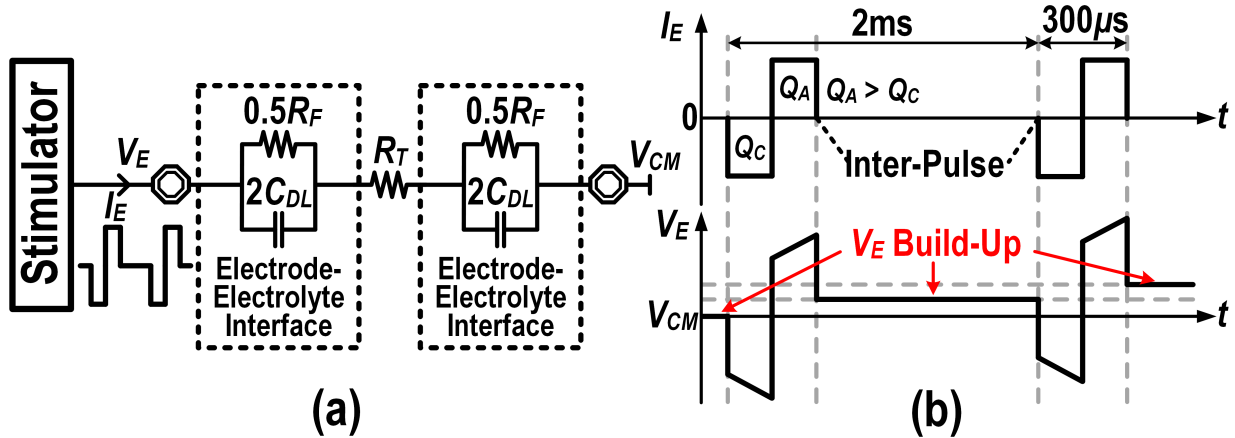 Stimulator
V_E
I_E
0.5R_F
2C_DL
Electrode-
Electrolyte
Interface
R_T
0.5R_F
2C_DL
Electrode-
Electrolyte
Interface
V_CM
(a)
I_E
2ms
300μs
Q_A
Q_A > Q_C
0
t
Q_C
Inter-Pulse
V_E
V_E Build-Up
V_CM
t
(b)